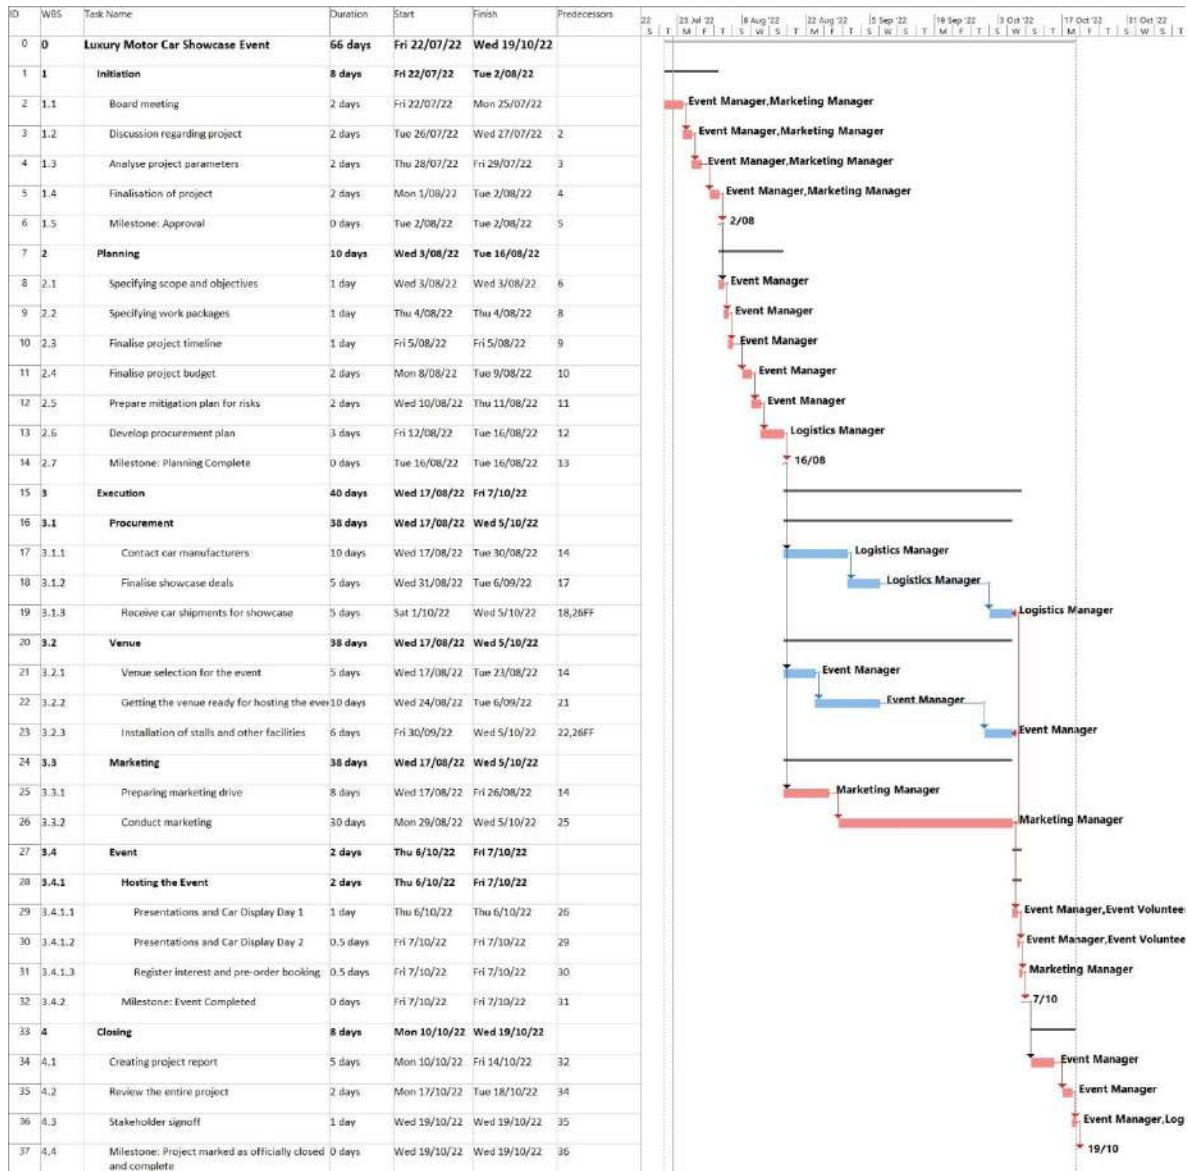 ID WBS Task Name Duration Start Finish Predecessors
22 25 Jul '22 8 Aug '22 22 Aug '22 5 Sep '22 19 Sep '22 3 Oct '22 17 Oct '22 31 Oct '22
S T M F T S W S T M F T S W S T M F T S W S T M F T S W S T
0 0 Luxury Motor Car Showcase Event 66 days Fri 22/07/22 Wed 19/10/22
1 1 Initiation 8 days Fri 22/07/22 Tue 2/08/22
2 1.1 Board meeting 2 days Fri 22/07/22 Mon 25/07/22 Event Manager,Marketing Manager
3 1.2 Discussion regarding project 2 days Tue 26/07/22 Wed 27/07/22 2 Event Manager,Marketing Manager
4 1.3 Analyse project parameters 2 days Thu 28/07/22 Fri 29/07/22 3 Event Manager,Marketing Manager
5 1.4 Finalisation of project 2 days Mon 1/08/22 Tue 2/08/22 4 Event Manager,Marketing Manager
6 1.5 Milestone: Approval 0 days Tue 2/08/22 Tue 2/08/22 5 2/08
7 2 Planning 10 days Wed 3/08/22 Tue 16/08/22
8 2.1 Specifying scope and objectives 1 day Wed 3/08/22 Wed 3/08/22 6 Event Manager
9 2.2 Specifying work packages 1 day Thu 4/08/22 Thu 4/08/22 8 Event Manager
10 2.3 Finalise project timeline 1 day Fri 5/08/22 Fri 5/08/22 9 Event Manager
11 2.4 Finalise project budget 2 days Mon 8/08/22 Tue 9/08/22 10 Event Manager
12 2.5 Prepare mitigation plan for risks 2 days Wed 10/08/22 Thu 11/08/22 11 Event Manager
13 2.6 Develop procurement plan 3 days Fri 12/08/22 Tue 16/08/22 12 Logistics Manager
14 2.7 Milestone: Planning Complete 0 days Tue 16/08/22 Tue 16/08/22 13 16/08
15 3 Execution 40 days Wed 17/08/22 Fri 7/10/22
16 3.1 Procurement 38 days Wed 17/08/22 Wed 5/10/22
17 3.1.1 Contact car manufacturers 10 days Wed 17/08/22 Tue 30/08/22 14 Logistics Manager
18 3.1.2 Finalise showcase deals 5 days Wed 31/08/22 Tue 6/09/22 17 Logistics Manager
19 3.1.3 Receive car shipments for showcase 5 days Sat 1/10/22 Wed 5/10/22 18,26FF Logistics Manager
20 3.2 Venue 38 days Wed 17/08/22 Wed 5/10/22
21 3.2.1 Venue selection for the event 5 days Wed 17/08/22 Tue 23/08/22 14 Event Manager
22 3.2.2 Getting the venue ready for hosting the even 10 days Wed 24/08/22 Tue 6/09/22 21 Event Manager
23 3.2.3 Installation of stalls and other facilities 6 days Fri 30/09/22 Wed 5/10/22 22,26FF Event Manager
24 3.3 Marketing 38 days Wed 17/08/22 Wed 5/10/22
25 3.3.1 Preparing marketing drive 8 days Wed 17/08/22 Fri 26/08/22 14 Marketing Manager
26 3.3.2 Conduct marketing 30 days Mon 29/08/22 Wed 5/10/22 25 Marketing Manager
27 3.4 Event 2 days Thu 6/10/22 Fri 7/10/22
28 3.4.1 Hosting the Event 2 days Thu 6/10/22 Fri 7/10/22
29 3.4.1.1 Presentations and Car Display Day 1 1 day Thu 6/10/22 Thu 6/10/22 26 Event Manager,Event Voluntee
30 3.4.1.2 Presentations and Car Display Day 2 0.5 days Fri 7/10/22 Fri 7/10/22 29 Event Manager,Event Voluntee
31 3.4.1.3 Register interest and pre-order booking 0.5 days Fri 7/10/22 Fri 7/10/22 30 Marketing Manager
32 3.4.2 Milestone: Event Completed 0 days Fri 7/10/22 Fri 7/10/22 31 7/10
33 4 Closing 8 days Mon 10/10/22 Wed 19/10/22
34 4.1 Creating project report 5 days Mon 10/10/22 Fri 14/10/22 32 Event Manager
35 4.2 Review the entire project 2 days Mon 17/10/22 Tue 18/10/22 34 Event Manager
36 4.3 Stakeholder signoff 1 day Wed 19/10/22 Wed 19/10/22 35 Event Manager,Log
37 4.4 Milestone: Project marked as officially closed 0 days Wed 19/10/22 Wed 19/10/22 36 19/10
and complete